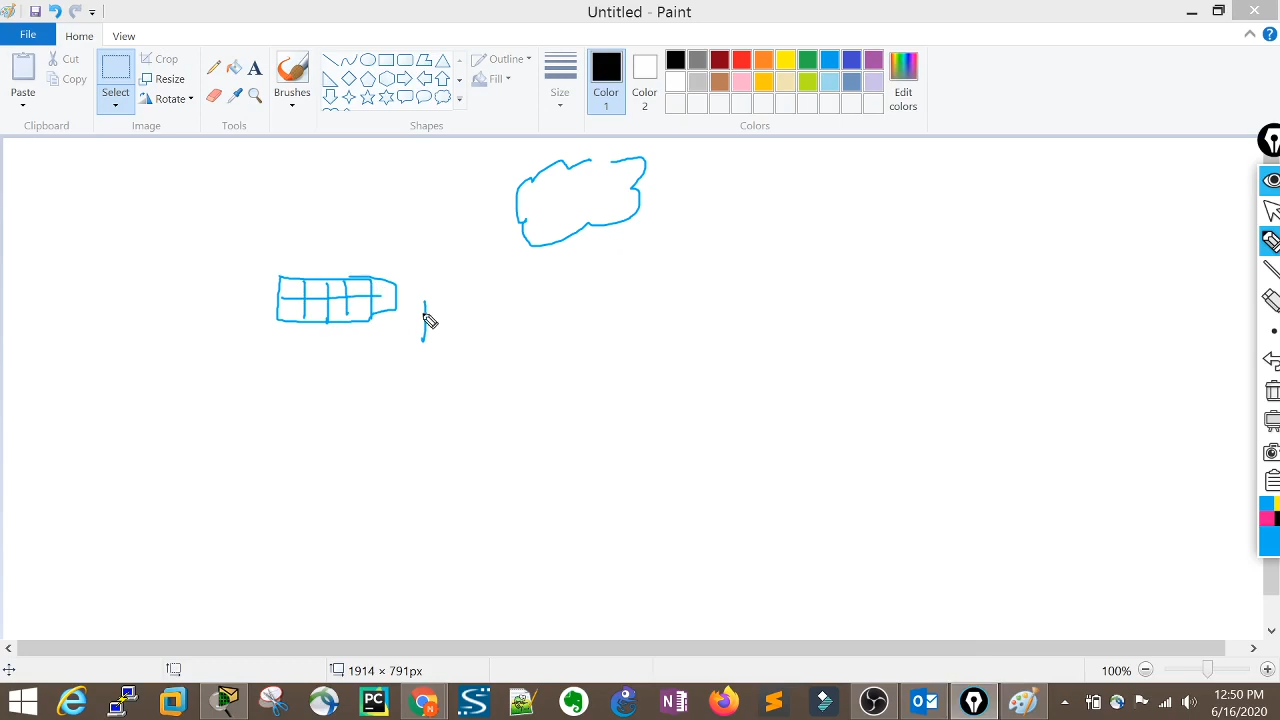 Untitled - Paint
File
Home
View
Paste
Cut
Copy
Clipboard
Select
Crop
Resize
Rotate
Image
Tools
Brushes
Shapes
Outline
Fill
Size
Color 1
Color 2
Edit colors
Colors
1914 × 791px
100%
PC
N
S
12:50 PM
6/16/2020